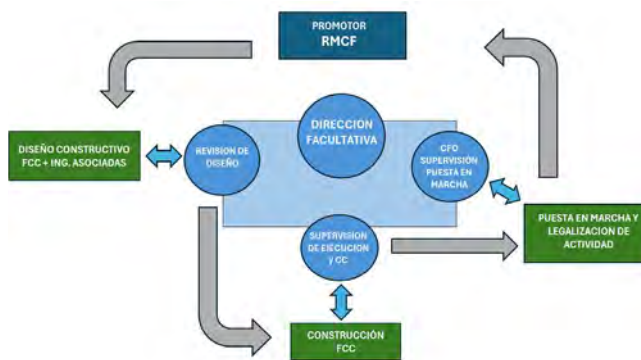 PROMOTOR
RMCF
DIRECCION
FACULTATIVA
DISEÑO CONSTRUCTIVO
FCC + ING. ASOCIADAS
REVISION DE
DISEÑO
CFO
SUPERVISIÓN
PUESTA EN
MARCHA
PUESTA EN MARCHA Y
LEGALIZACION DE
ACTIVIDAD
SUPERVISION
DE EJECUCION
y CC
CONSTRUCCIÓN
FCC